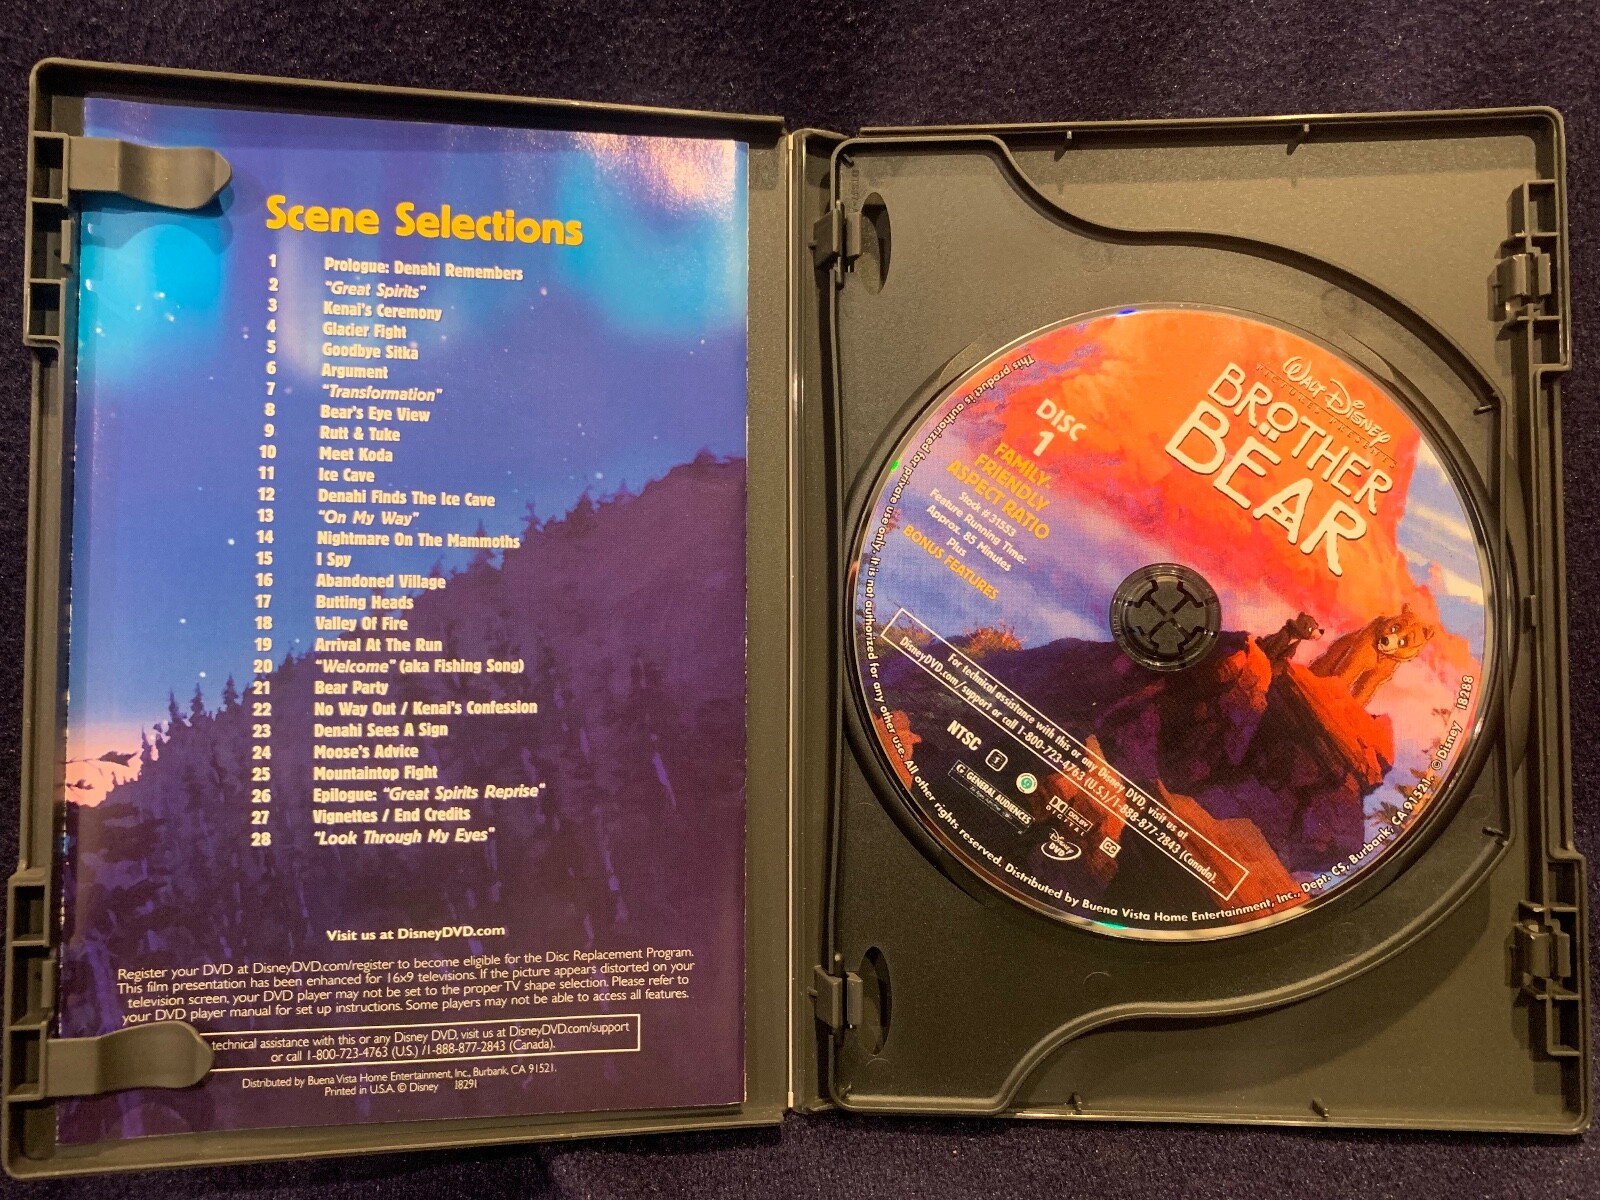 Scene Selections
1 Prologue: Denahi Remembers
2 "Great Spirits"
3 Kenai's Ceremony
4 Glacier Fight
5 Goodbye Sitka
6 Argument
7 "Transformation"
8 Bear's Eye View
9 Rutt & Tuke
10 Meet Koda
11 Ice Cave
12 Denahi Finds The Ice Cave
13 "On My Way"
14 Nightmare On The Mammoths
15 I Spy
16 Abandoned Village
17 Butting Heads
18 Valley Of Fire
19 Arrival At The Run
20 "Welcome" (aka Fishing Song)
21 Bear Party
22 No Way Out / Kenai's Confession
23 Denahi Sees A Sign
24 Moose's Advice
25 Mountaintop Fight
26 Epilogue: "Great Spirits Reprise"
27 Vignettes / End Credits
28 "Look Through My Eyes"
Visit us at DisneyDVD.com
Register your DVD at DisneyDVD.com/register to become eligible for the Disc Replacement Program.
This film presentation has been enhanced for 16x9 televisions. If the picture appears distorted on your
television screen, your DVD player may not be set to the proper TV shape selection. Please refer to
your DVD player manual for set up instructions. Some players may not be able to access all features.
technical assistance with this or any Disney DVD, visit us at DisneyDVD.com/support
or call 1-800-723-4763 (U.S.) /1-888-877-2843 (Canada).
Distributed by Buena Vista Home Entertainment, Inc., Burbank, CA 91521.
Printed in U.S.A. © Disney 18291
WALT DISNEY
PICTURES PRESENTS
BRÖTHER
BEAR
DISC
1
FAMILY-
FRIENDLY
ASPECT RATIO
Stock #31553
Feature Running Time:
Approx. 85 Minutes
Plus
BONUS FEATURES
For technical assistance with this or any Disney DVD, visit us at
DisneyDVD.com/support or call 1-800-723-4763 (U.S.)/1-888-877-2843 (Canada).
NTSC 1
G GENERAL AUDIENCES
DOLBY
DIGITAL
Disney
DVD
CC
This product is authorized for private use only. It is not authorized for any other use. All other rights reserved. Distributed by Buena Vista Home Entertainment, Inc., Dept. CS, Burbank, CA 91521. © Disney 18288